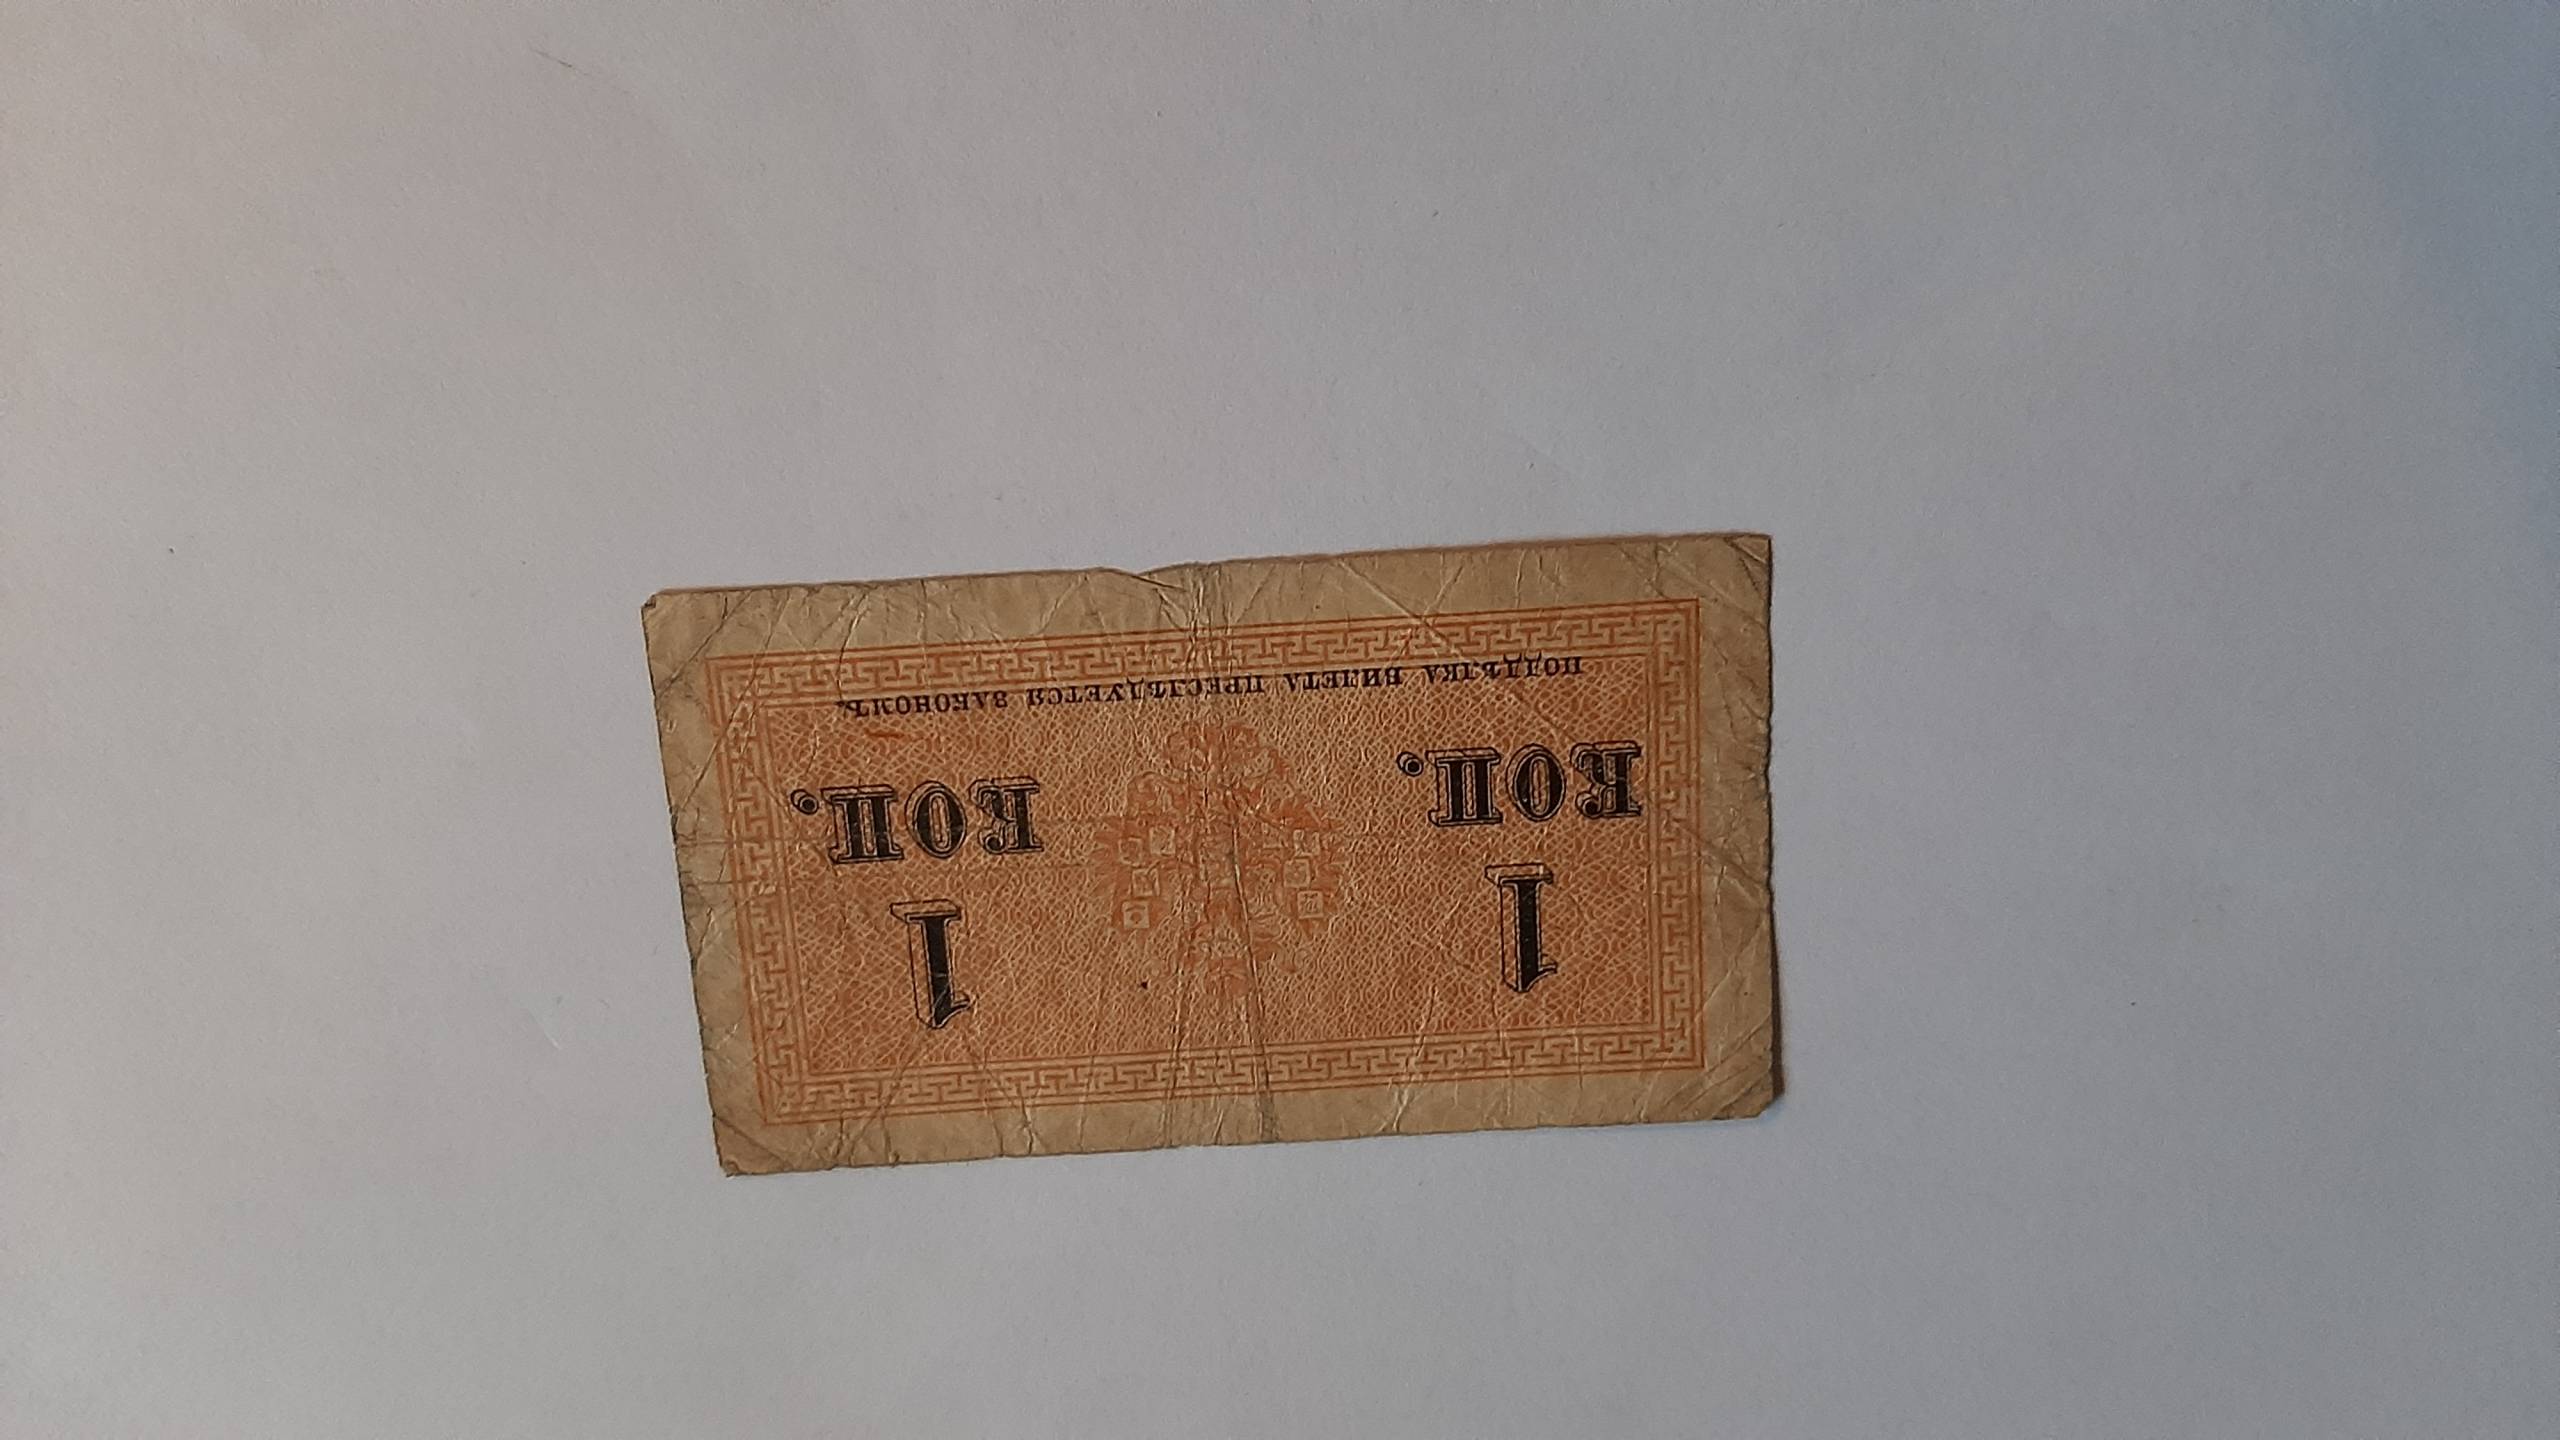 1
КОП.
1
КОП.
ПОДДѢЛКА БИЛЕТА ПРЕСЛѢДУЕТСЯ ЗАКОНОМЪ.